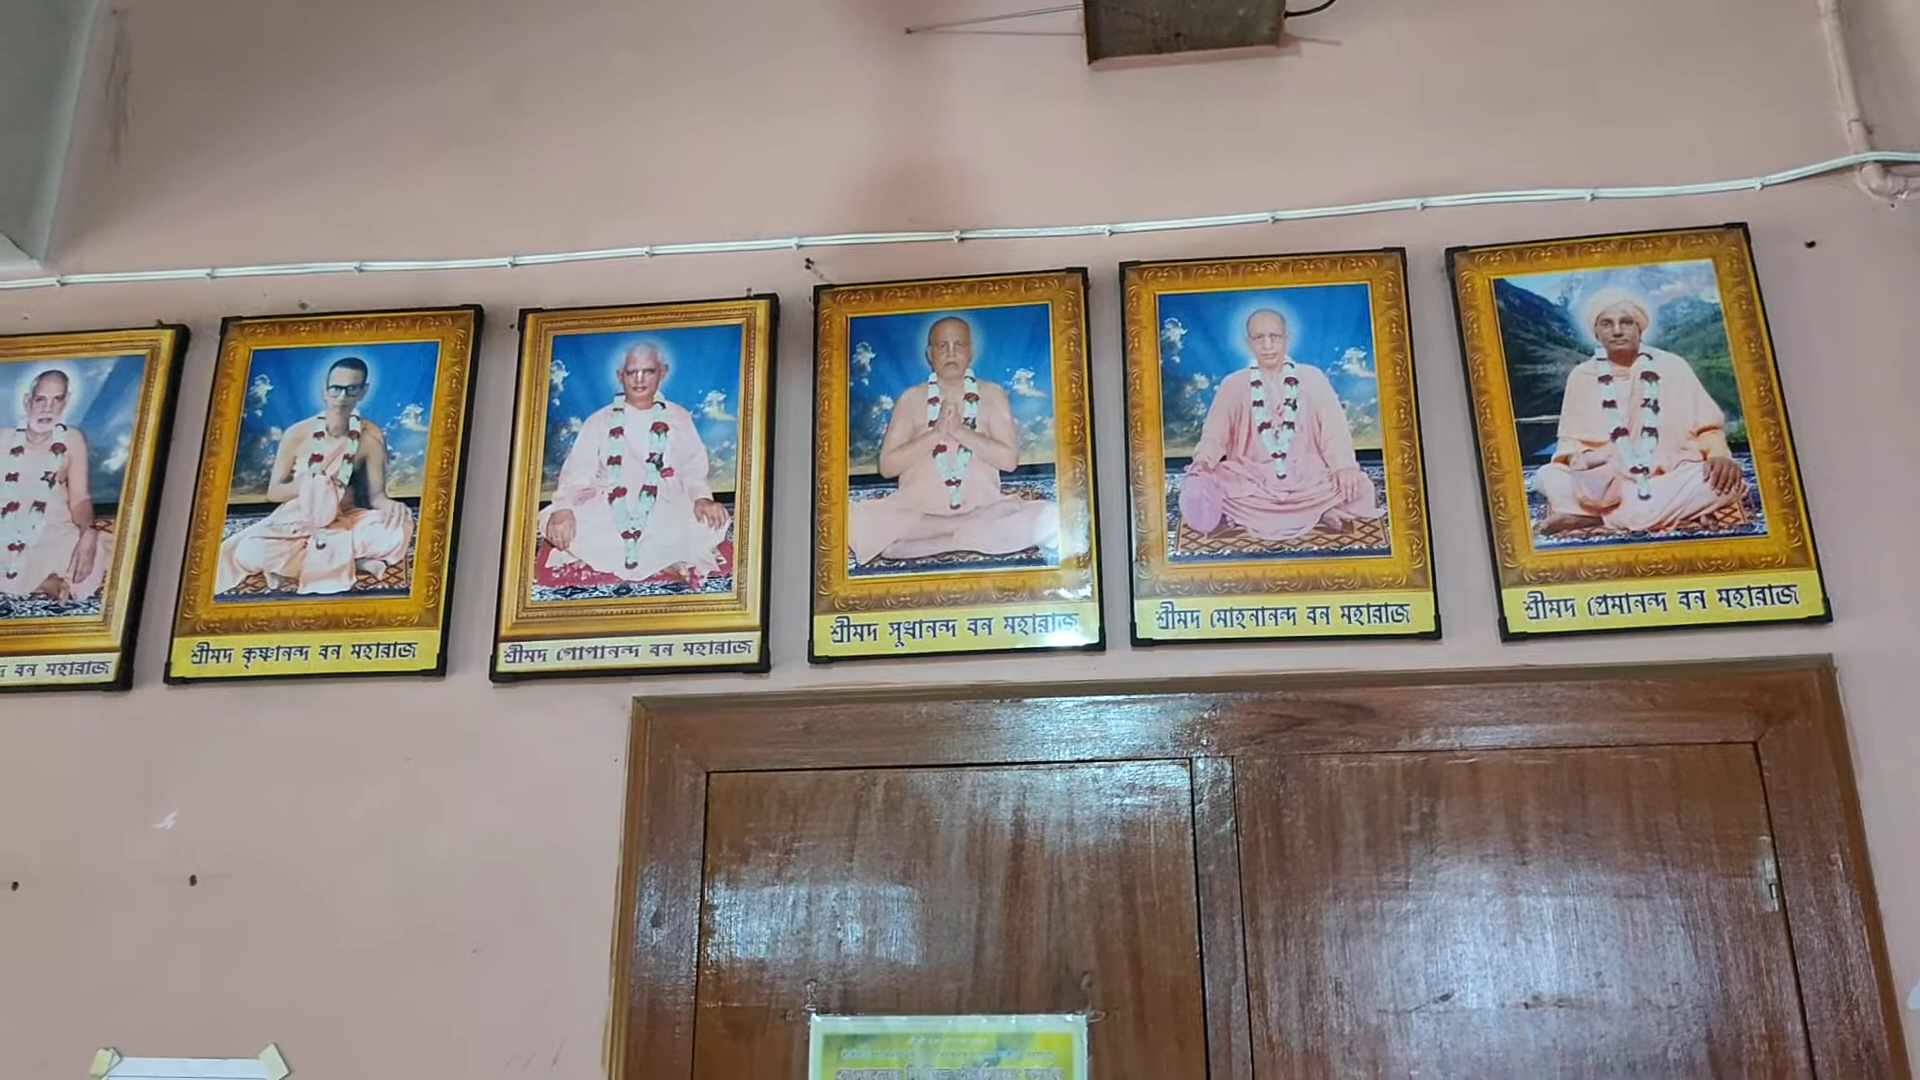 বন মহারাজ
শ্রীমদ কৃষ্ণানন্দ বন মহারাজ
শ্রীমদ গোপানন্দ বন মহারাজ
শ্রীমদ সুধানন্দ বন মহারাজ
শ্রীমদ মোহনানন্দ বন মহারাজ
শ্রীমদ প্রেমানন্দ বন মহারাজ